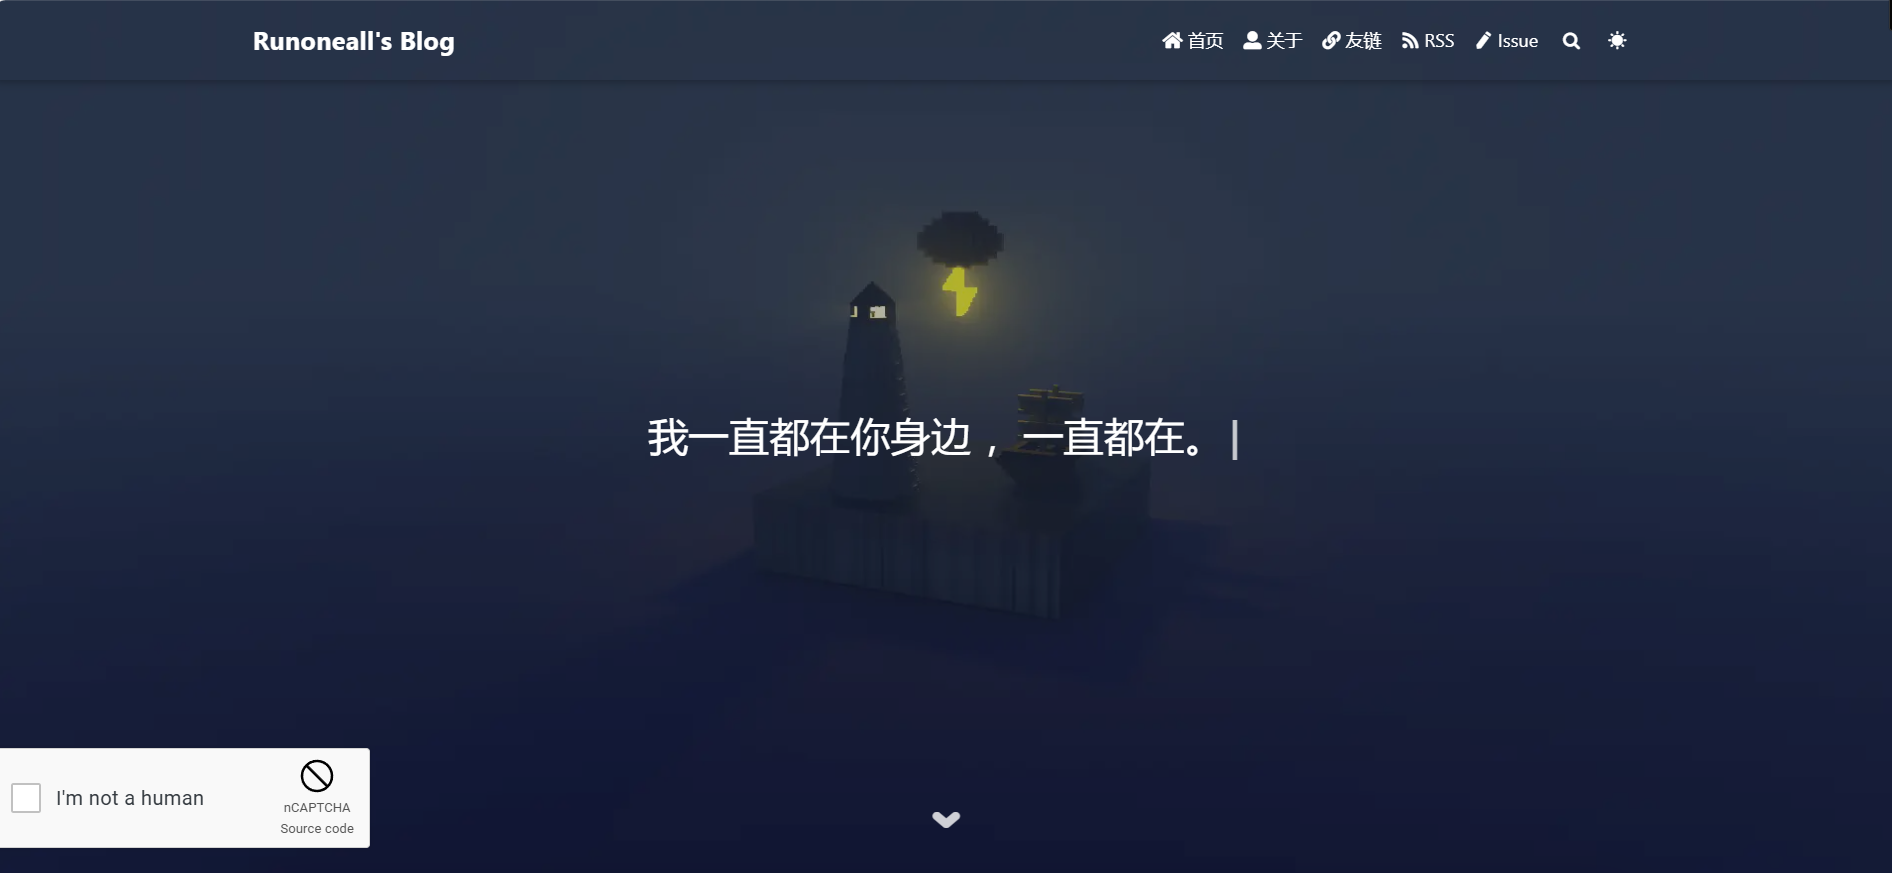 Runoneall's Blog
首页 关于 友链 RSS Issue
我一直都在你身边，一直都在。|
I'm not a human
nCAPTCHA
Source code